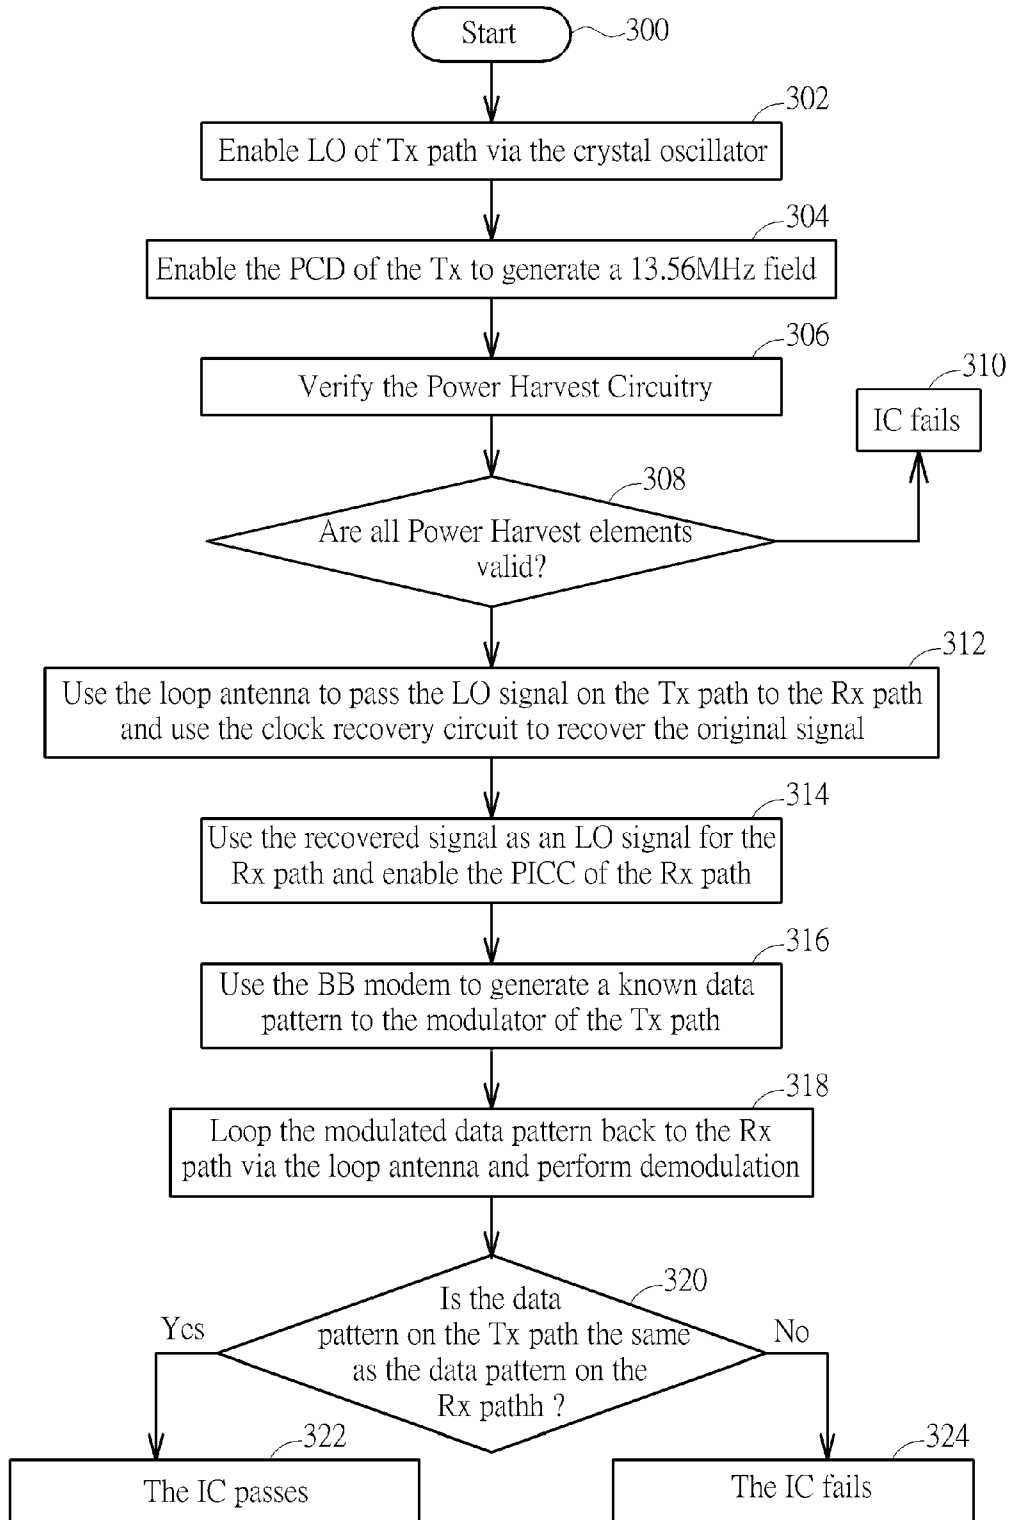 Start
300
302
Enable LO of Tx path via the crystal oscillator
304
Enable the PCD of the Tx to generate a 13.56MHz field
306
Verify the Power Harvest Circuitry
310
IC fails
308
Are all Power Harvest elements
valid?
312
Use the loop antenna to pass the LO signal on the Tx path to the Rx path
and use the clock recovery circuit to recover the original signal
314
Use the recovered signal as an LO signal for the
Rx path and enable the PICC of the Rx path
316
Use the BB modem to generate a known data
pattern to the modulator of the Tx path
318
Loop the modulated data pattern back to the Rx
path via the loop antenna and perform demodulation
320
Is the data
pattern on the Tx path the same
as the data pattern on the
Rx pathh ?
Yes
No
322
The IC passes
324
The IC fails